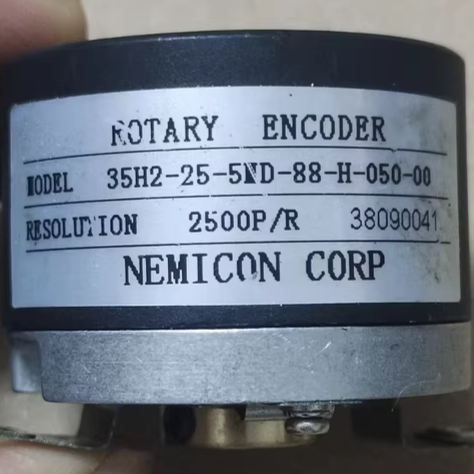 ROTARY ENCODER
MODEL 35H2-25-5ND-88-H-050-00
RESOLUTION 2500P/R 38090041
NEMICON CORP